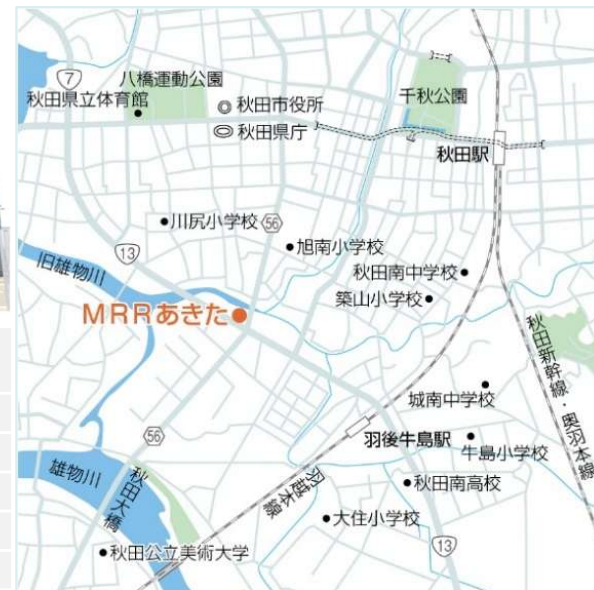 7
八橋運動公園
秋田県立体育館
秋田市役所
秋田県庁
千秋公園
秋田駅
川尻小学校
56
旭南小学校
13
旧雄物川
秋田南中学校
築山小学校
MRRあきた
秋田新幹線・奥羽本線
城南中学校
羽後牛島駅
牛島小学校
56
雄物川
秋田大橋
羽越本線
秋田南高校
大住小学校
13
秋田公立美術大学